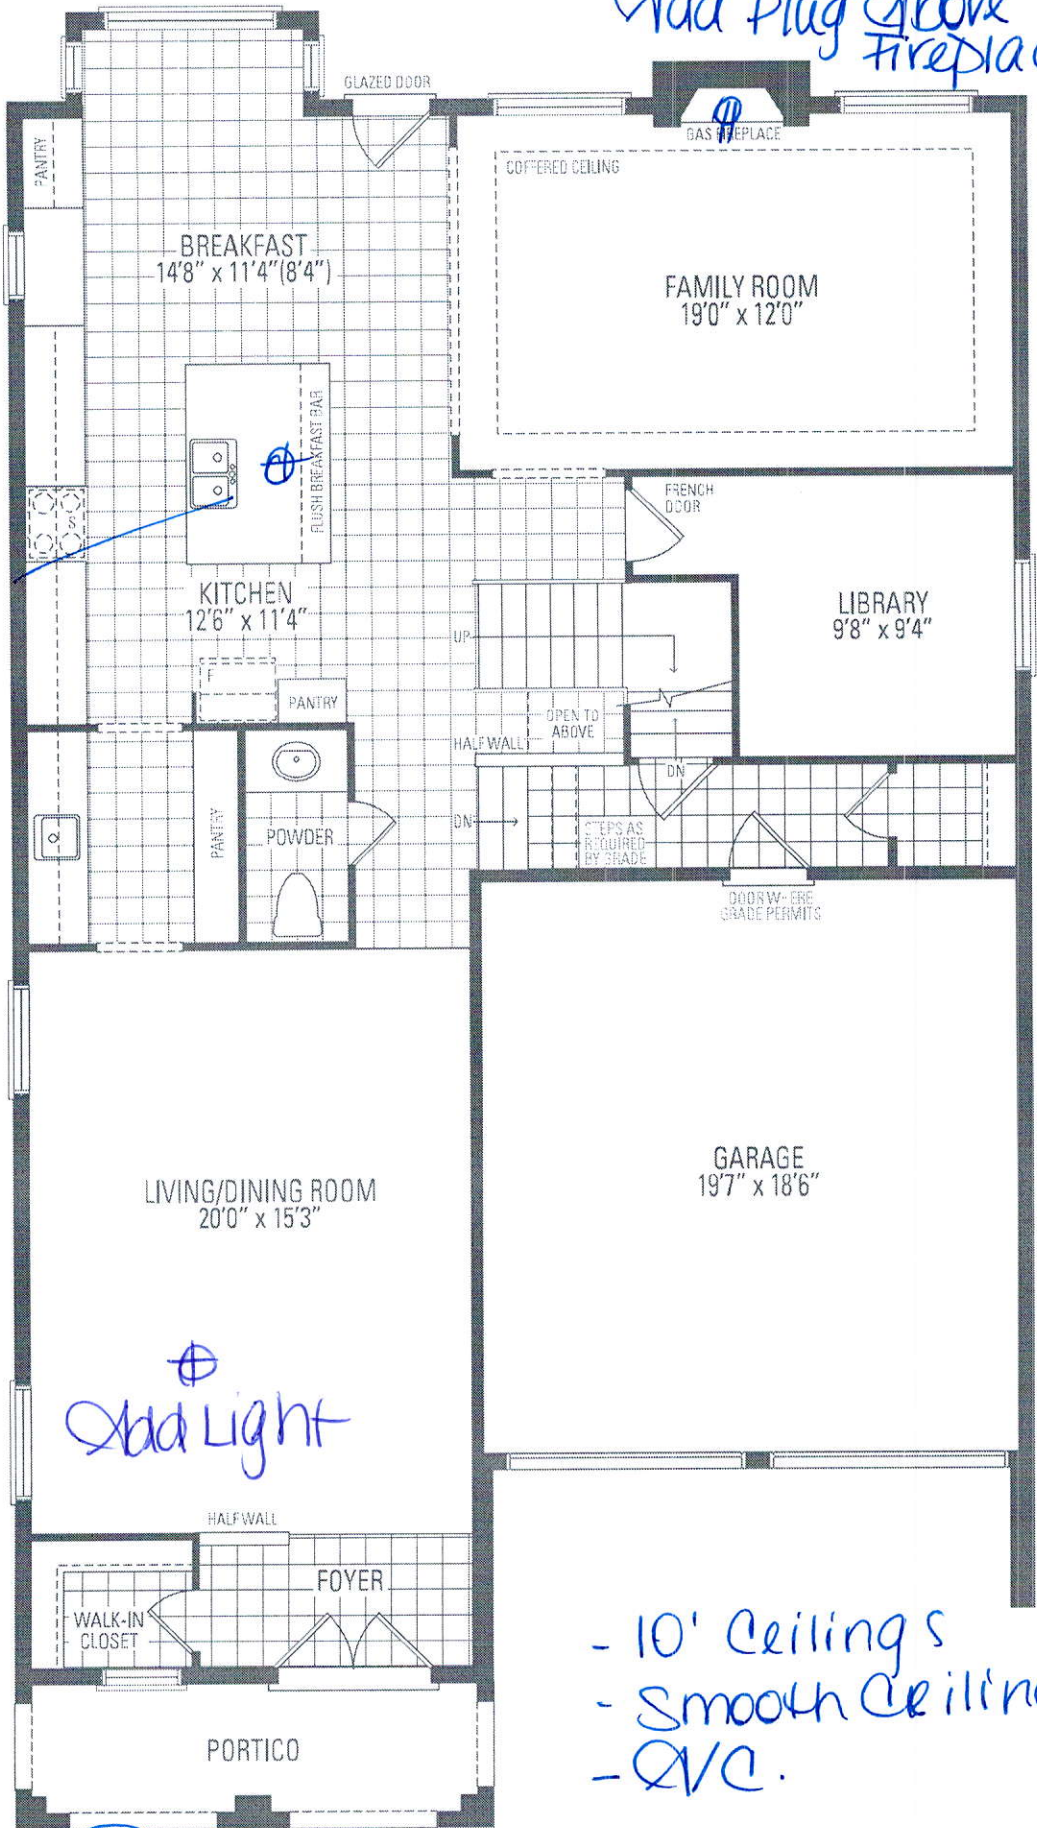 Add Plug Above
GLAZED DOOR
PANTRY
GAS FIREPLACE
COFFERED CEILING
BREAKFAST
14'8" x 11'4"(8'4")
FAMILY ROOM
19'0" x 12'0"
FLUSH BREAKFAST BAR
S
FRENCH
DOOR
KITCHEN
12'6" x 11'4"
LIBRARY
9'8" x 9'4"
UP
F
PANTRY
OPEN TO
ABOVE
HALF WALL
DN
PANTRY
POWDER
DN
STEPS AS
REQUIRED
BY GRADE
DOOR WHERE
GRADE PERMITS
LIVING/DINING ROOM
20'0" x 15'3"
GARAGE
19'7" x 18'6"
Add Light
HALF WALL
FOYER
WALK-IN
CLOSET
- 10' Ceilings
- Smooth
PORTICO